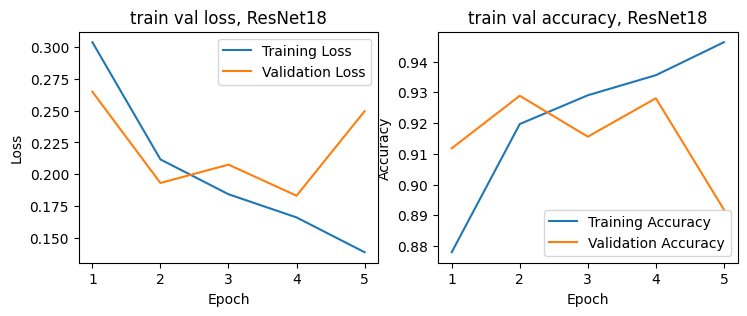 train val loss, ResNet18
0.300
0.275
0.250
0.225
0.200
0.175
0.150
Loss
Training Loss
Validation Loss
1 2 3 4 5
Epoch
train val accuracy, ResNet18
0.94
0.93
0.92
0.91
0.90
0.89
0.88
Accuracy
Training Accuracy
Validation Accuracy
1 2 3 4 5
Epoch